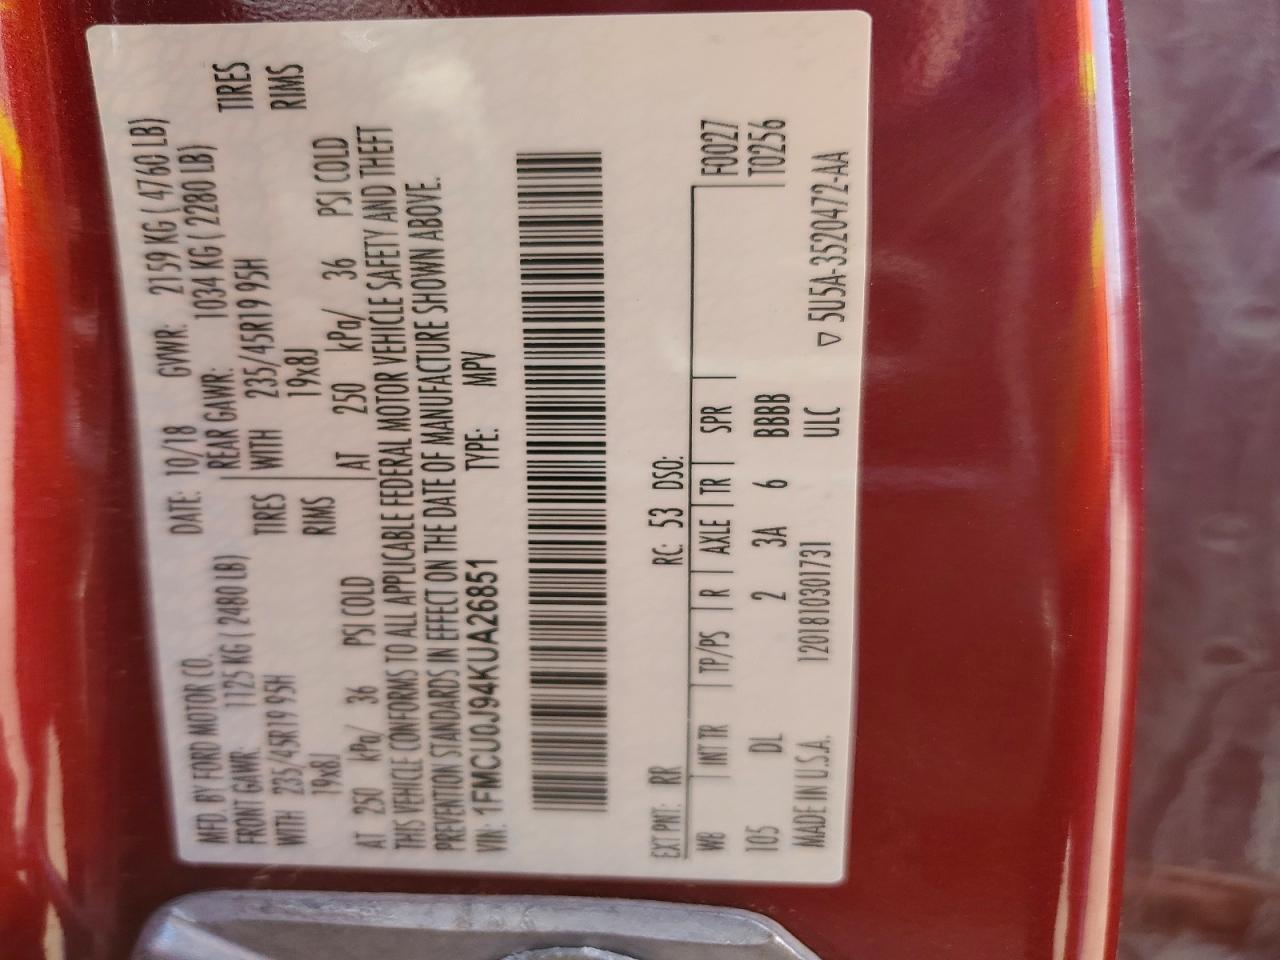 MFD. BY FORD MOTOR CO. DATE: 10/18 GVWR: 2159 KG ( 4760 LB)
FRONT GAWR: 1125 KG ( 2480 LB) REAR GAWR: 1034 KG ( 2280 LB)
WITH 235/45R19 95H TIRES WITH 235/45R19 95H TIRES
19x8J RIMS 19x8J RIMS
AT 250 kPa/ 36 PSI COLD AT 250 kPa/ 36 PSI COLD
THIS VEHICLE CONFORMS TO ALL APPLICABLE FEDERAL MOTOR VEHICLE SAFETY AND THEFT
PREVENTION STANDARDS IN EFFECT ON THE DATE OF MANUFACTURE SHOWN ABOVE.
VIN: 1FMCU0J94KUA26851 TYPE: MPV
EXT PNT: RR RC: 53 DSO:
WB INT TR TP/PS R AXLE TR SPR F0027
105 DL 2 3A 6 BBBB T0256
MADE IN U.S.A. 1201810301731 ULC ▽ 5U5A-3520472-AA